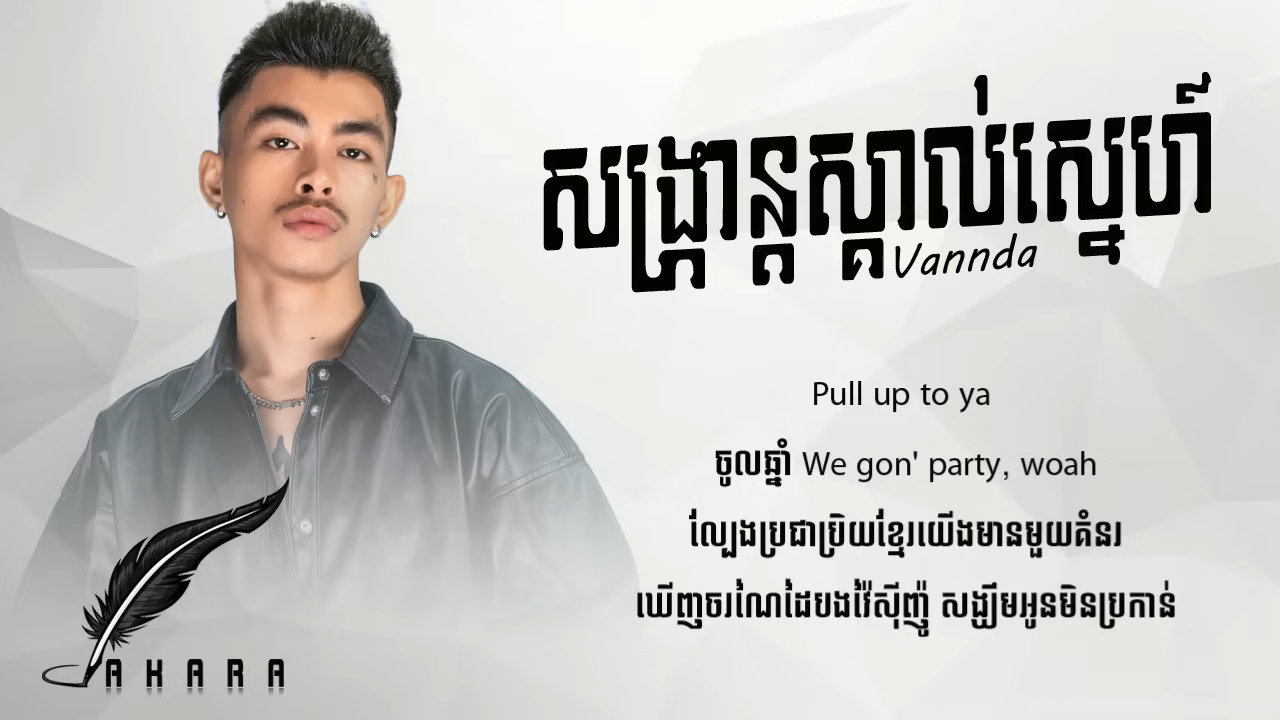 សង្ក្រាន្តស្គាល់ស្នេហ៍
Vannda
Pull up to ya
ចូលឆ្នាំ We gon' party, woah
ល្បែងប្រជាប្រិយខ្មែរយើងមានមួយគំនរ
ឃើញចរណៃដៃបងវ៉ៃស៊ីញ៉ូ សង្ឃឹមអូនមិនប្រកាន់
AKARA